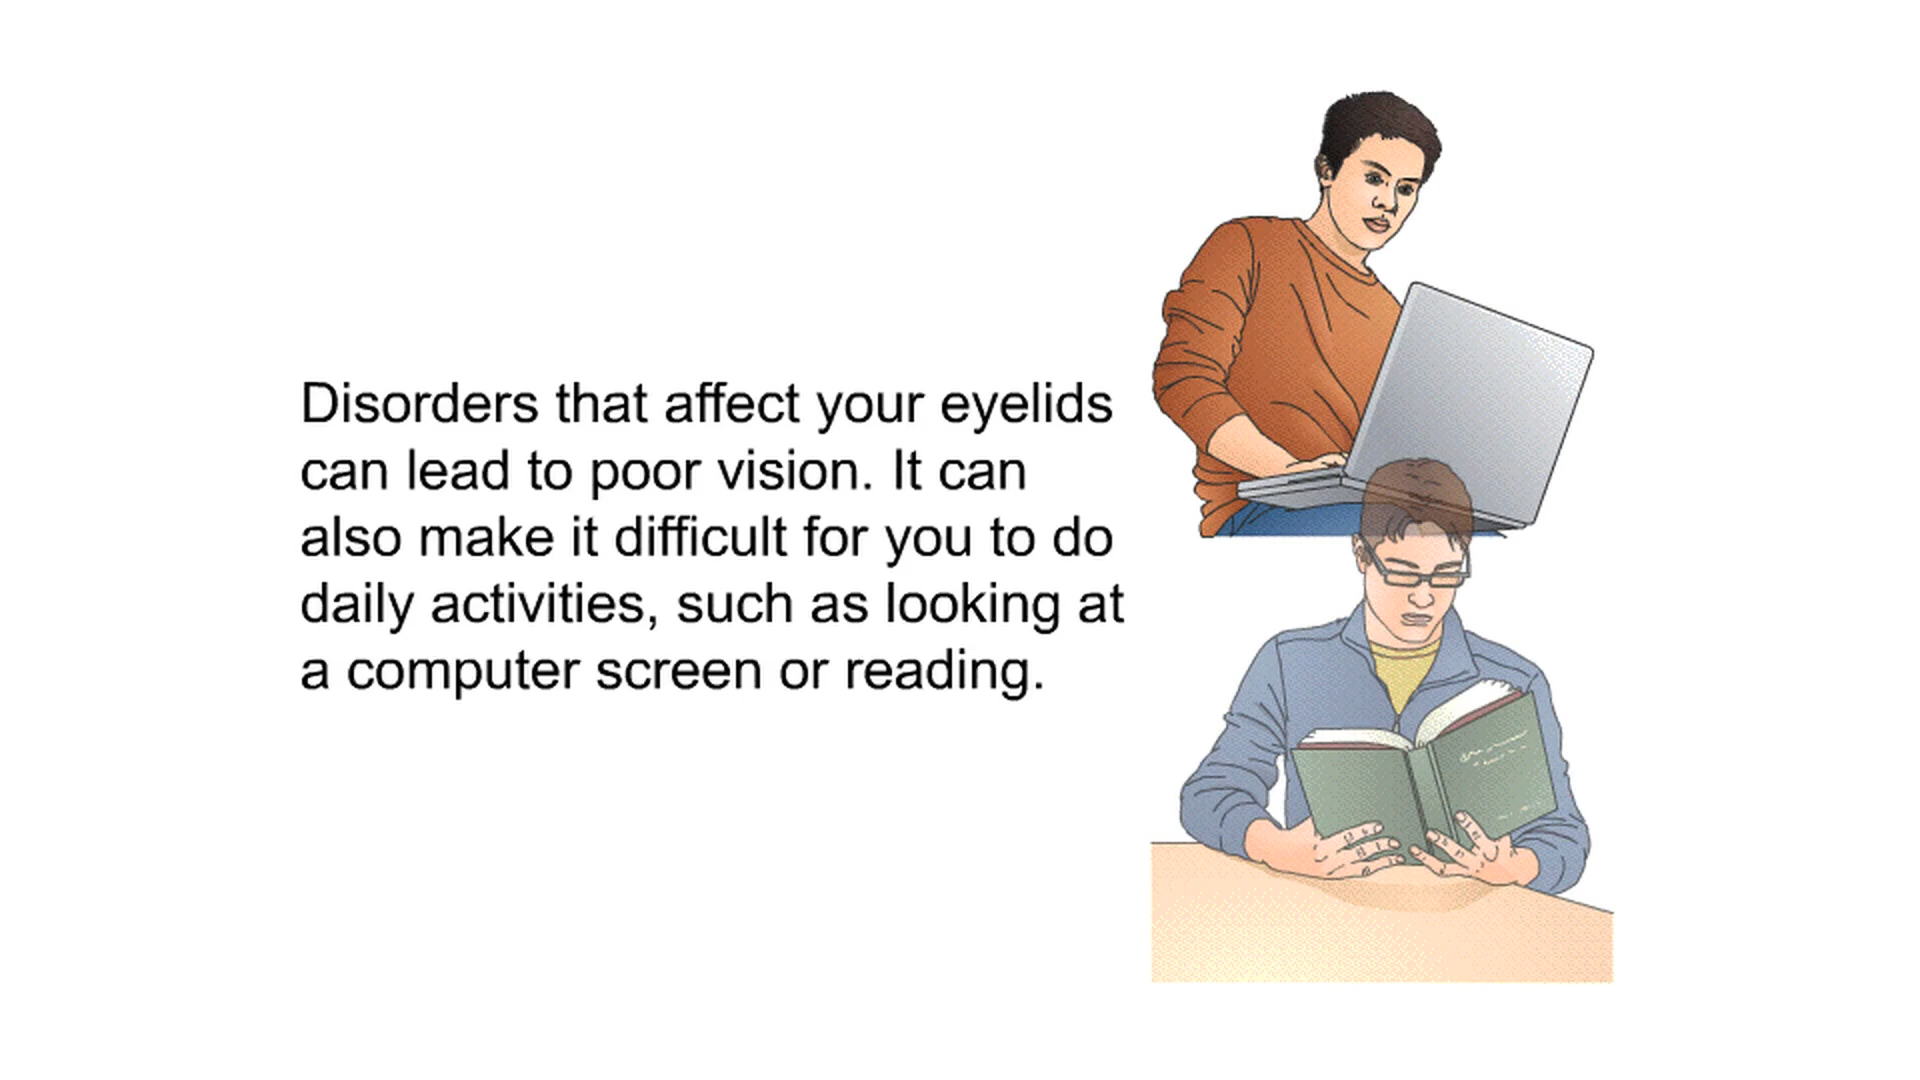 Disorders that affect your eyelids
can lead to poor vision. It can
also make it difficult for you to do
daily activities, such as looking at
a computer screen or reading.